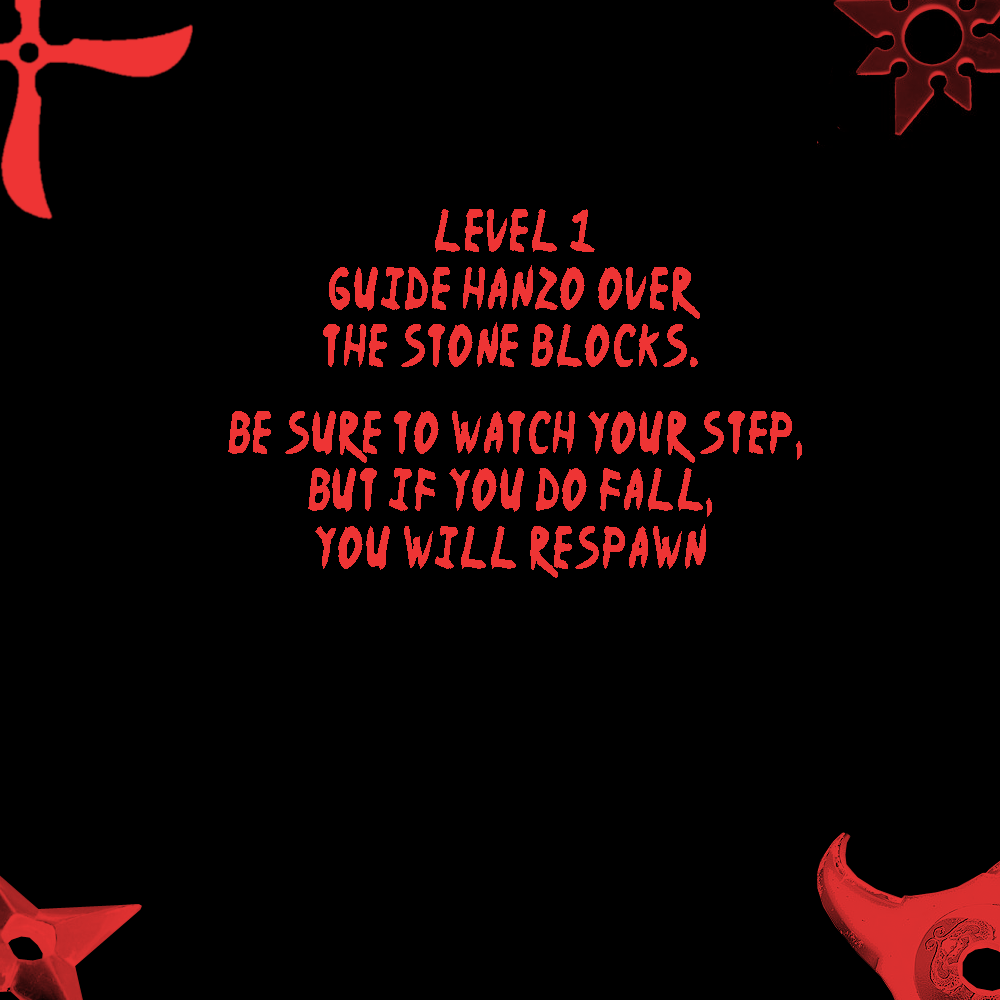 LEVEL 1
GUIDE HANZO OVER
THE STONE BLOCKS.
BE SURE TO WATCH YOUR STEP,
BUT IF YOU DO FALL,
YOU WILL RESPAWN